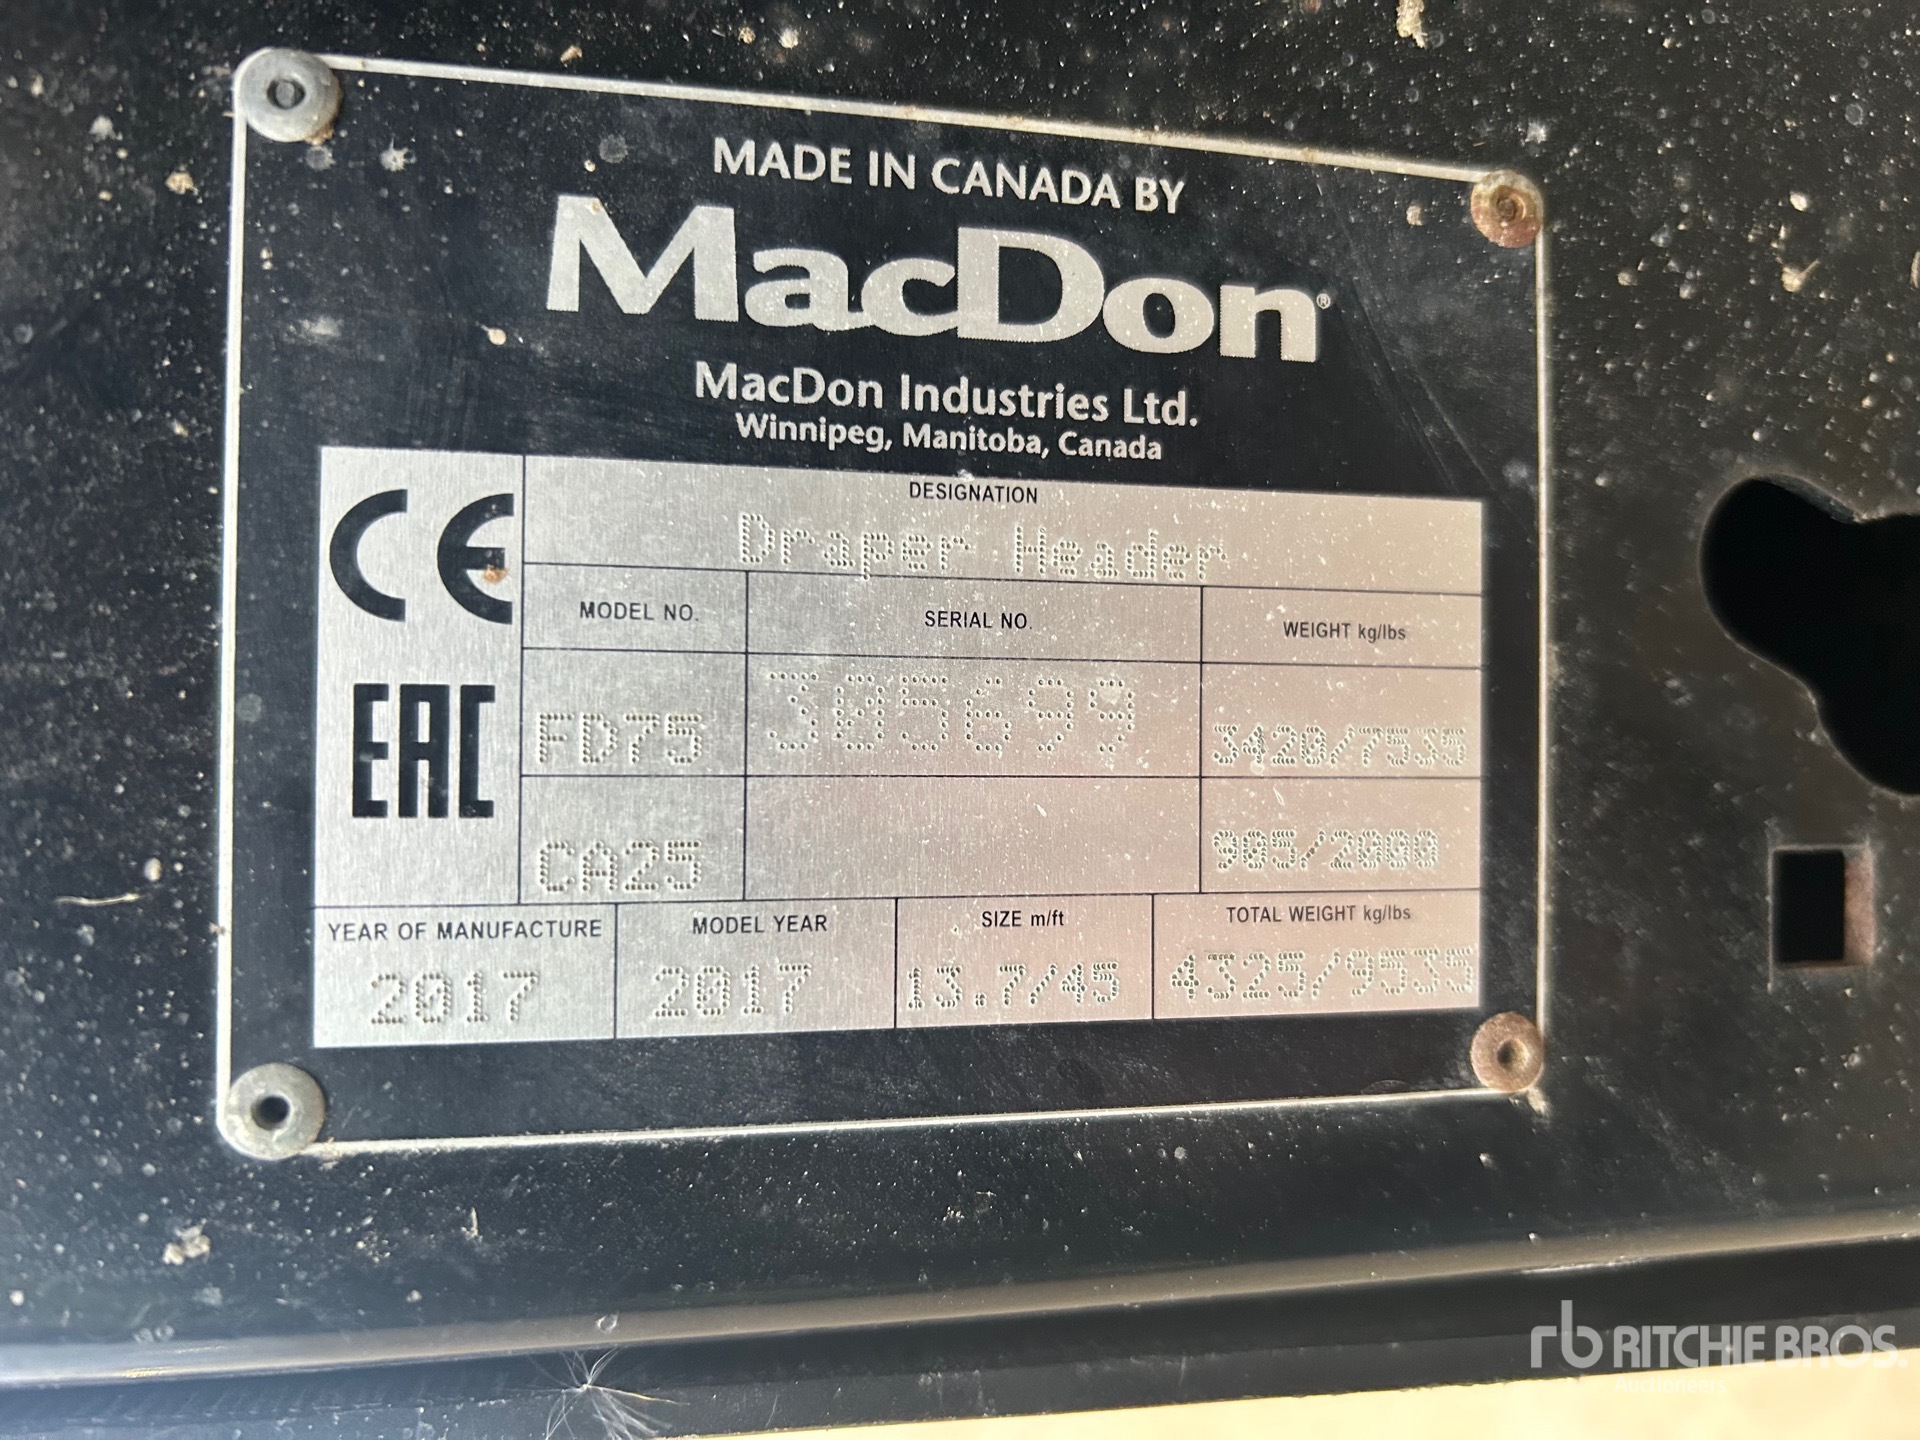 MADE IN CANADA BY
MacDon®
MacDon Industries Ltd.
Winnipeg, Manitoba, Canada
CE
EAC
DESIGNATION
Draper Header
MODEL NO. SERIAL NO. WEIGHT kg/lbs
FD75 305699 3420/7535
CA25 905/2000
YEAR OF MANUFACTURE MODEL YEAR SIZE m/ft TOTAL WEIGHT kg/lbs
2017 2017 13.7/45 4325/9535
rb RITCHIE BROS.
Auctioneers